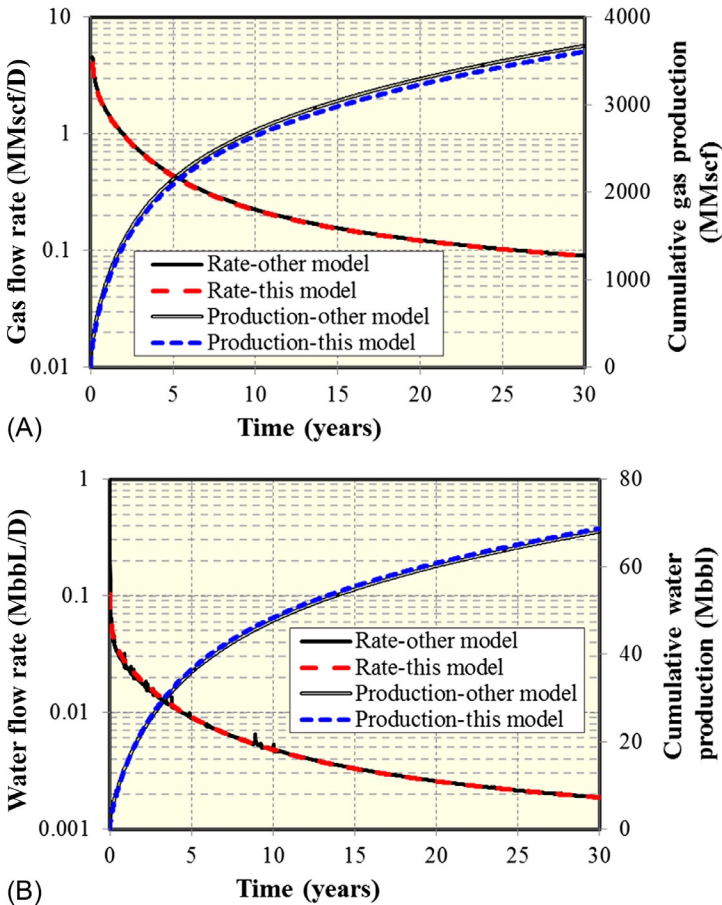 10
1
0.1
0.01
Gas flow rate (MMscf/D)
4000
3000
2000
1000
0
Cumulative gas production
(MMscf)
Rate-other model
Rate-this model
Production-other model
Production-this model
0 5 10 15 20 25 30
Time (years)
(A)
1
0.1
0.01
0.001
Water flow rate (MbbL/D)
80
60
40
20
0
Cumulative water
production (Mbbl)
Rate-other model
Rate-this model
Production-other model
Production-this model
0 5 10 15 20 25 30
Time (years)
(B)